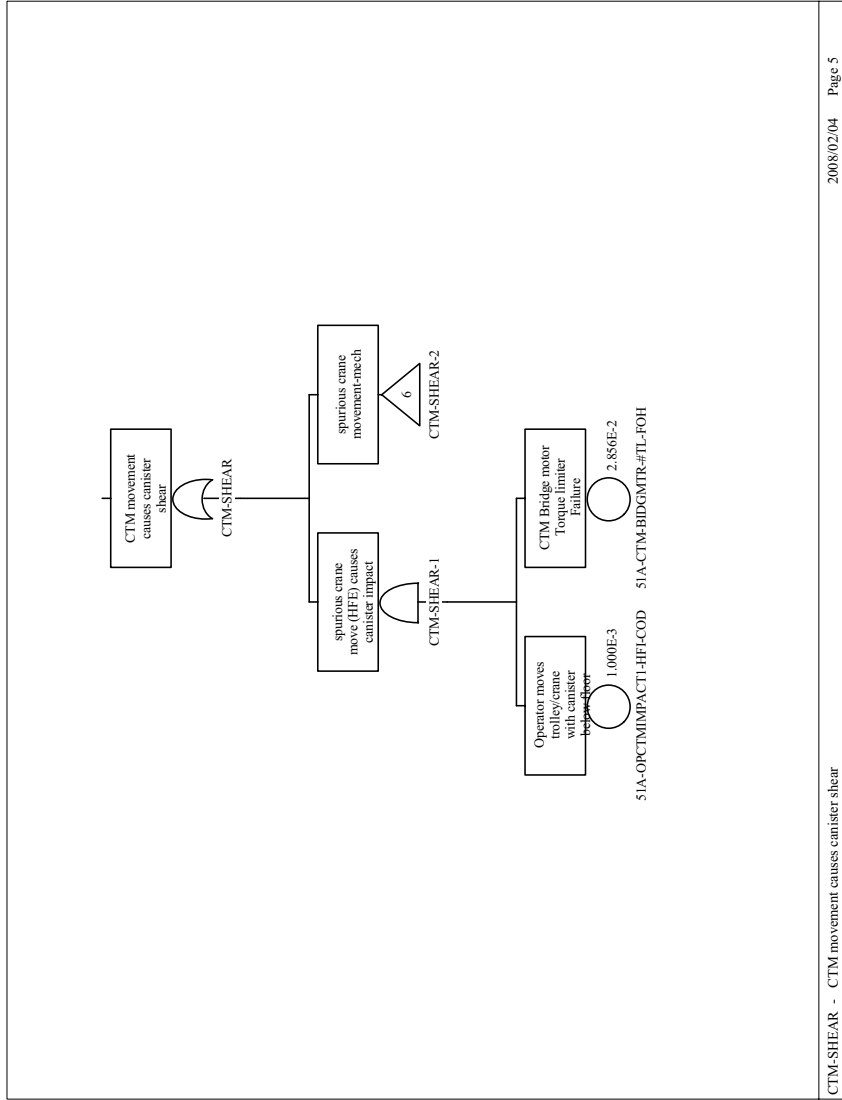 CTM movement
causes canister
shear
CTM-SHEAR
spurious crane
move (HFE) causes
canister impact
CTM-SHEAR-1
spurious crane
movement-mech
6
CTM-SHEAR-2
Operator moves
trolley/crane
with canister
below floor
1.000E-3
51A-OPCTMIMPACT1-HFI-COD
CTM Bridge motor
Torque limiter
Failure
2.856E-2
51A-CTM-BIDGMTR-#TL-FOH
CTM-SHEAR - CTM movement causes canister shear
2008/02/04 Page 5